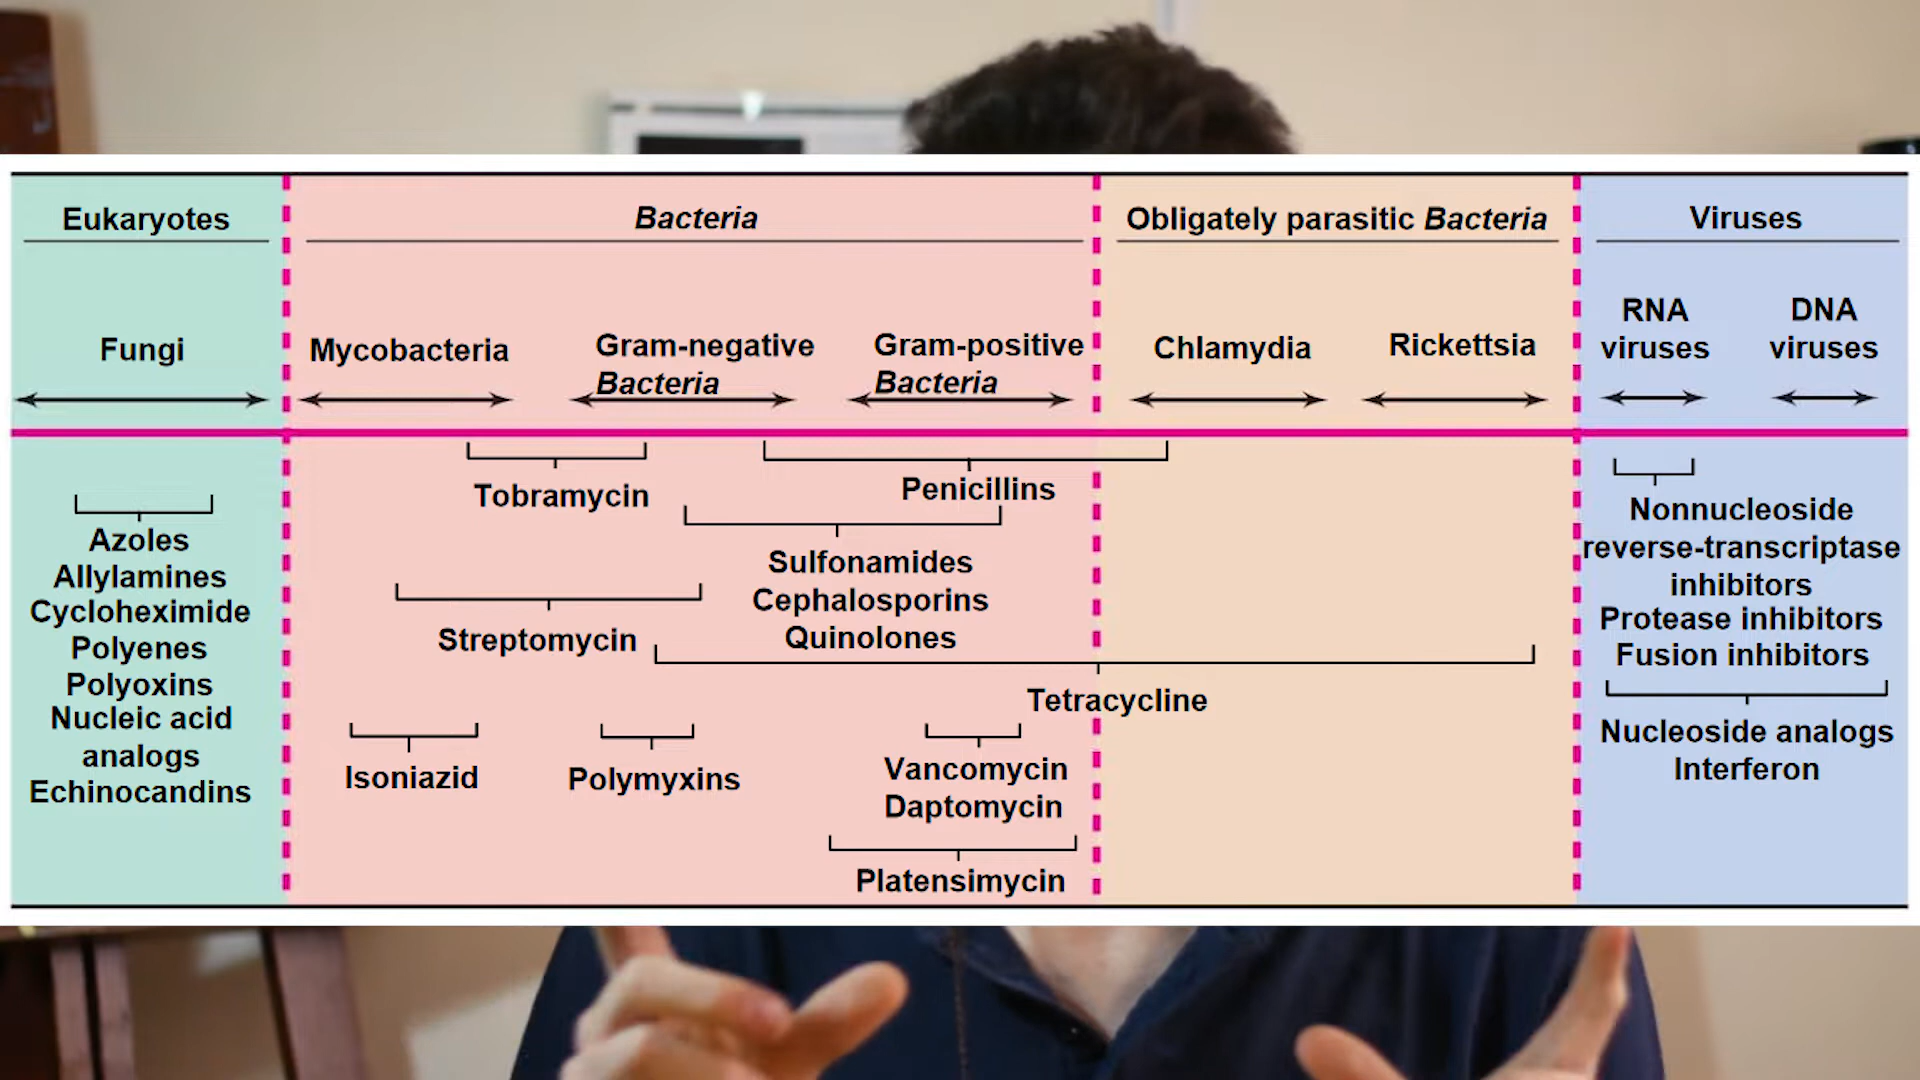 Eukaryotes
Bacteria
Obligately parasitic Bacteria
Viruses
Fungi
Mycobacteria
Gram-negative
Bacteria
Gram-positive
Bacteria
Chlamydia
Rickettsia
RNA
viruses
DNA
viruses
Azoles
Allylamines
Cycloheximide
Polyenes
Polyoxins
Nucleic acid
analogs
Echinocandins
Tobramycin
Penicillins
Sulfonamides
Cephalosporins
Quinolones
Streptomycin
Tetracycline
Isoniazid
Polymyxins
Vancomycin
Daptomycin
Platensimycin
Nonnucleoside
reverse-transcriptase
inhibitors
Protease inhibitors
Fusion inhibitors
Nucleoside analogs
Interferon